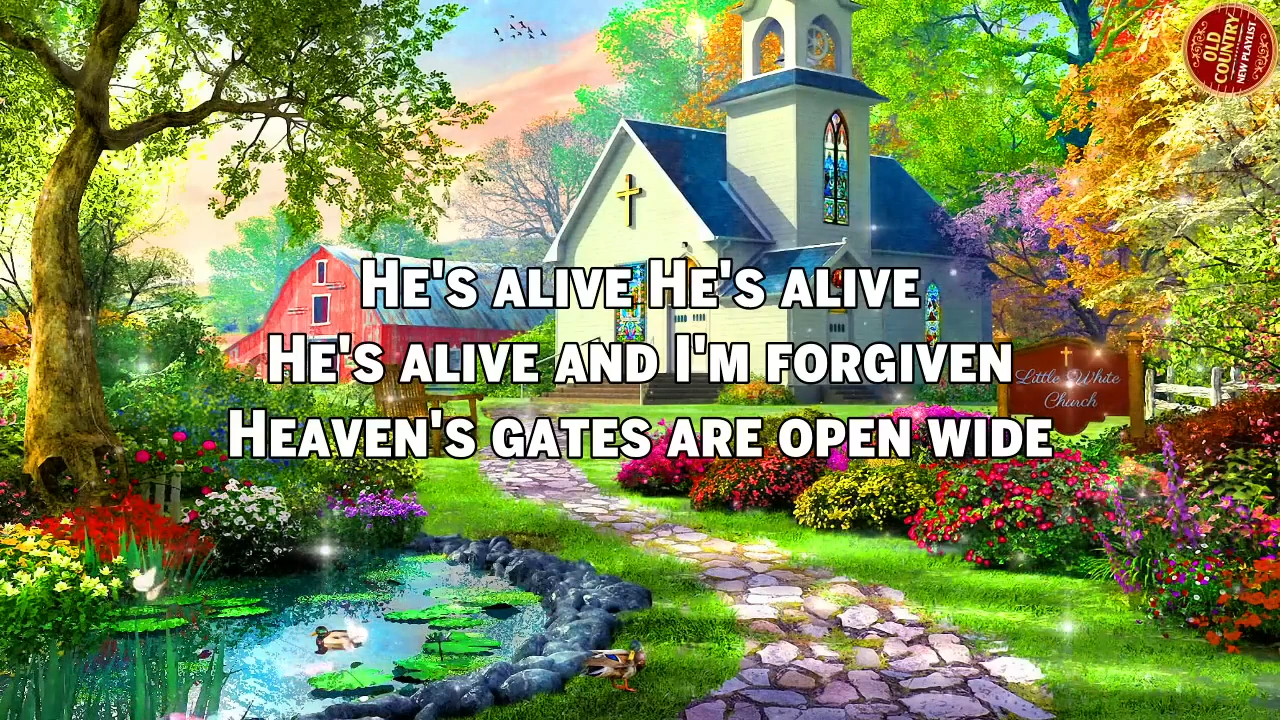 OLD
COUNTRY
NEW PLAYLIST
He's alive He's alive
He's alive and I'm forgiven
Heaven's gates are open wide
Little White
Church